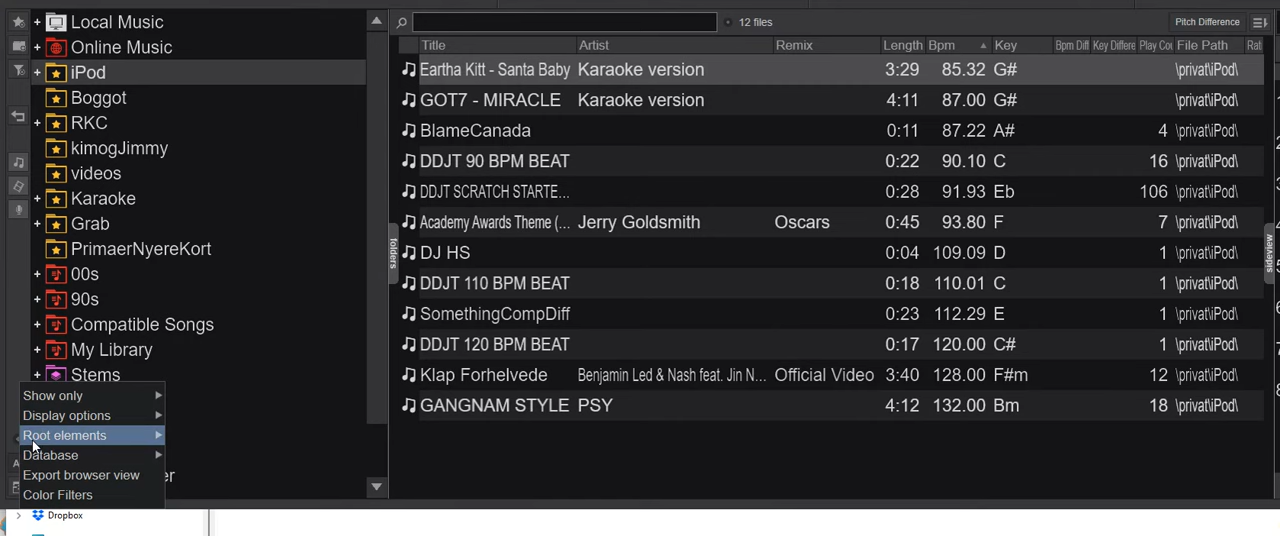 Local Music
Online Music
iPod
Boggot
RKC
kimogJimmy
videos
Karaoke
Grab
PrimaerNyereKort
00s
90s
Compatible Songs
My Library
Stems
Show only
Display options
Root elements
Database
Export browser view
Color Filters
Dropbox
folders
12 files
Pitch Difference
Title Artist Remix Length Bpm Key Bpm Diff Key Differe Play Cou File Path Rat
Eartha Kitt - Santa Baby Karaoke version 3:29 85.32 G# \privat\iPod\
GOT7 - MIRACLE Karaoke version 4:11 87.00 G# \privat\iPod\
BlameCanada 0:11 87.22 A# 4 \privat\iPod\
DDJT 90 BPM BEAT 0:22 90.10 C 16 \privat\iPod\
DDJT SCRATCH STARTE... 0:28 91.93 Eb 106 \privat\iPod\
Academy Awards Theme (... Jerry Goldsmith Oscars 0:45 93.80 F 7 \privat\iPod\
DJ HS 0:04 109.09 D 1 \privat\iPod\
DDJT 110 BPM BEAT 0:18 110.01 C 1 \privat\iPod\
SomethingCompDiff 0:23 112.29 E 1 \privat\iPod\
DDJT 120 BPM BEAT 0:17 120.00 C# 1 \privat\iPod\
Klap Forhelvede Benjamin Led & Nash feat. Jin N... Official Video 3:40 128.00 F#m 12 \privat\iPod\
GANGNAM STYLE PSY 4:12 132.00 Bm 18 \privat\iPod\
sideview